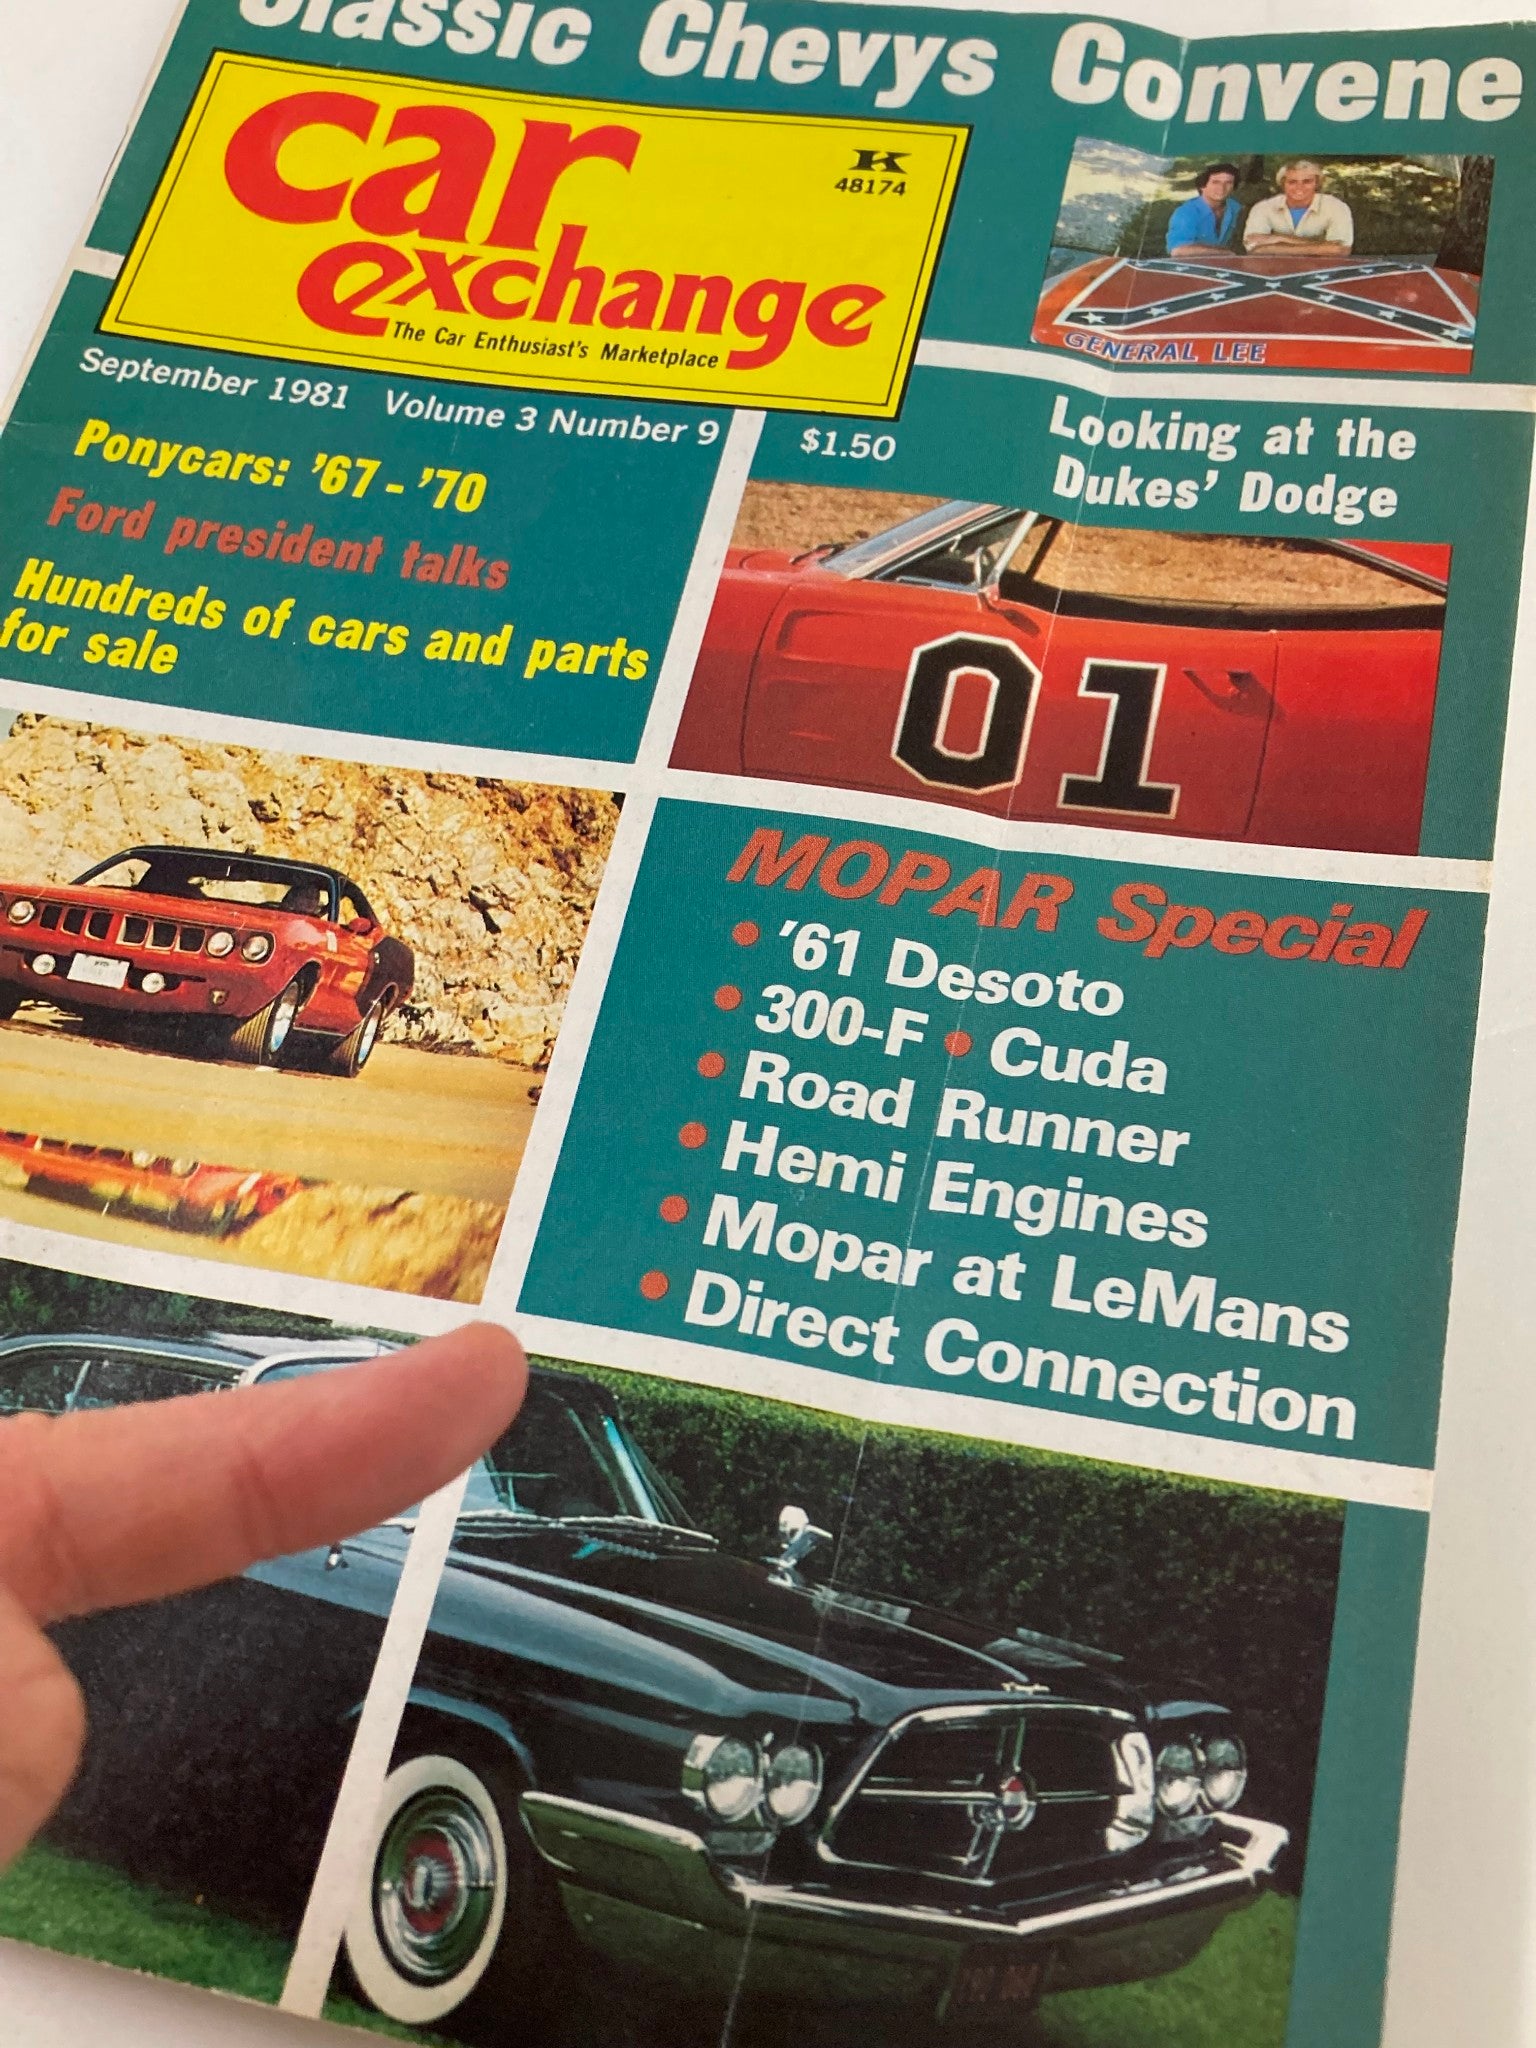 Classic Chevys Convene
car
exchange
The Car Enthusiast's Marketplace
K
48174
September 1981 Volume 3 Number 9
$1.50
Ponycars: '67 - '70
Ford president talks
Hundreds of cars and parts
for sale
GENERAL LEE
Looking at the
Dukes' Dodge
01
MOPAR Special
• '61 Desoto
• 300-F • Cuda
• Road Runner
• Hemi Engines
• Mopar at LeMans
• Direct Connection